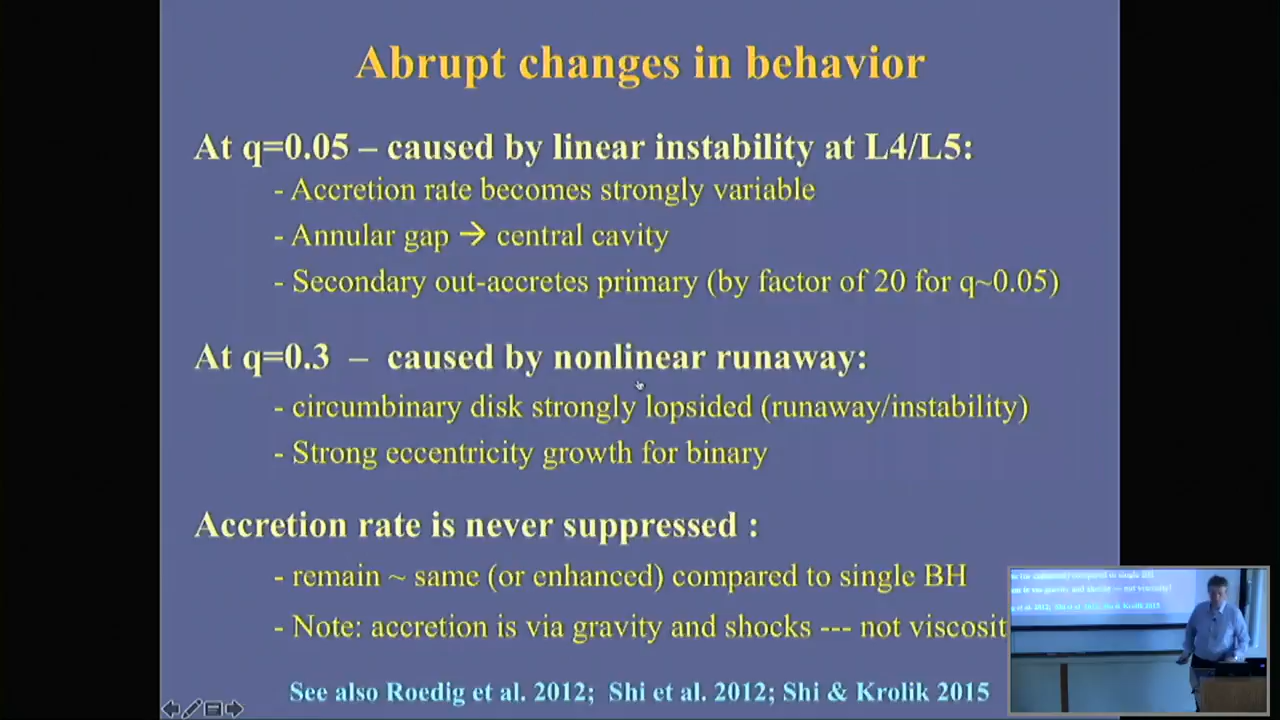 Abrupt changes in behavior
At q=0.05 – caused by linear instability at L4/L5:
- Accretion rate becomes strongly variable
- Annular gap → central cavity
- Secondary out-accretes primary (by factor of 20 for q~0.05)
At q=0.3 – caused by nonlinear runaway:
- circumbinary disk strongly lopsided (runaway/instability)
- Strong eccentricity growth for binary
Accretion rate is never suppressed :
- remain ~ same (or enhanced) compared to single BH
- Note: accretion is via gravity and shocks --- not viscosit
See also Roedig et al. 2012; Shi et al. 2012; Shi & Krolik 2015